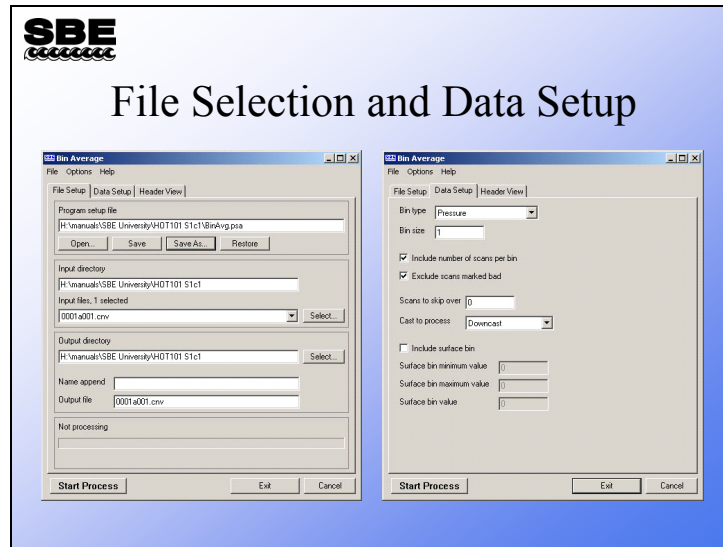 SBE
File Selection and Data Setup
Bin Average
File Options Help
File Setup Data Setup Header View
Program setup file
H:\manuals\SBE University\HOT101 S1c1\BinAvg.psa
Open... Save Save As... Restore
Input directory
H:\manuals\SBE University\HOT101 S1c1
Input files, 1 selected
0001a001.cnv Select...
Output directory
H:\manuals\SBE University\HOT101 S1c1 Select...
Name append
Output file 0001a001.cnv
Not processing
Start Process Exit Cancel
Bin Average
File Options Help
File Setup Data Setup Header View
Bin type Pressure
Bin size 1
Include number of scans per bin
Exclude scans marked bad
Scans to skip over 0
Cast to process Downcast
Include surface bin
Surface bin minimum value 0
Surface bin maximum value 0
Surface bin value 0
Start Process Exit Cancel